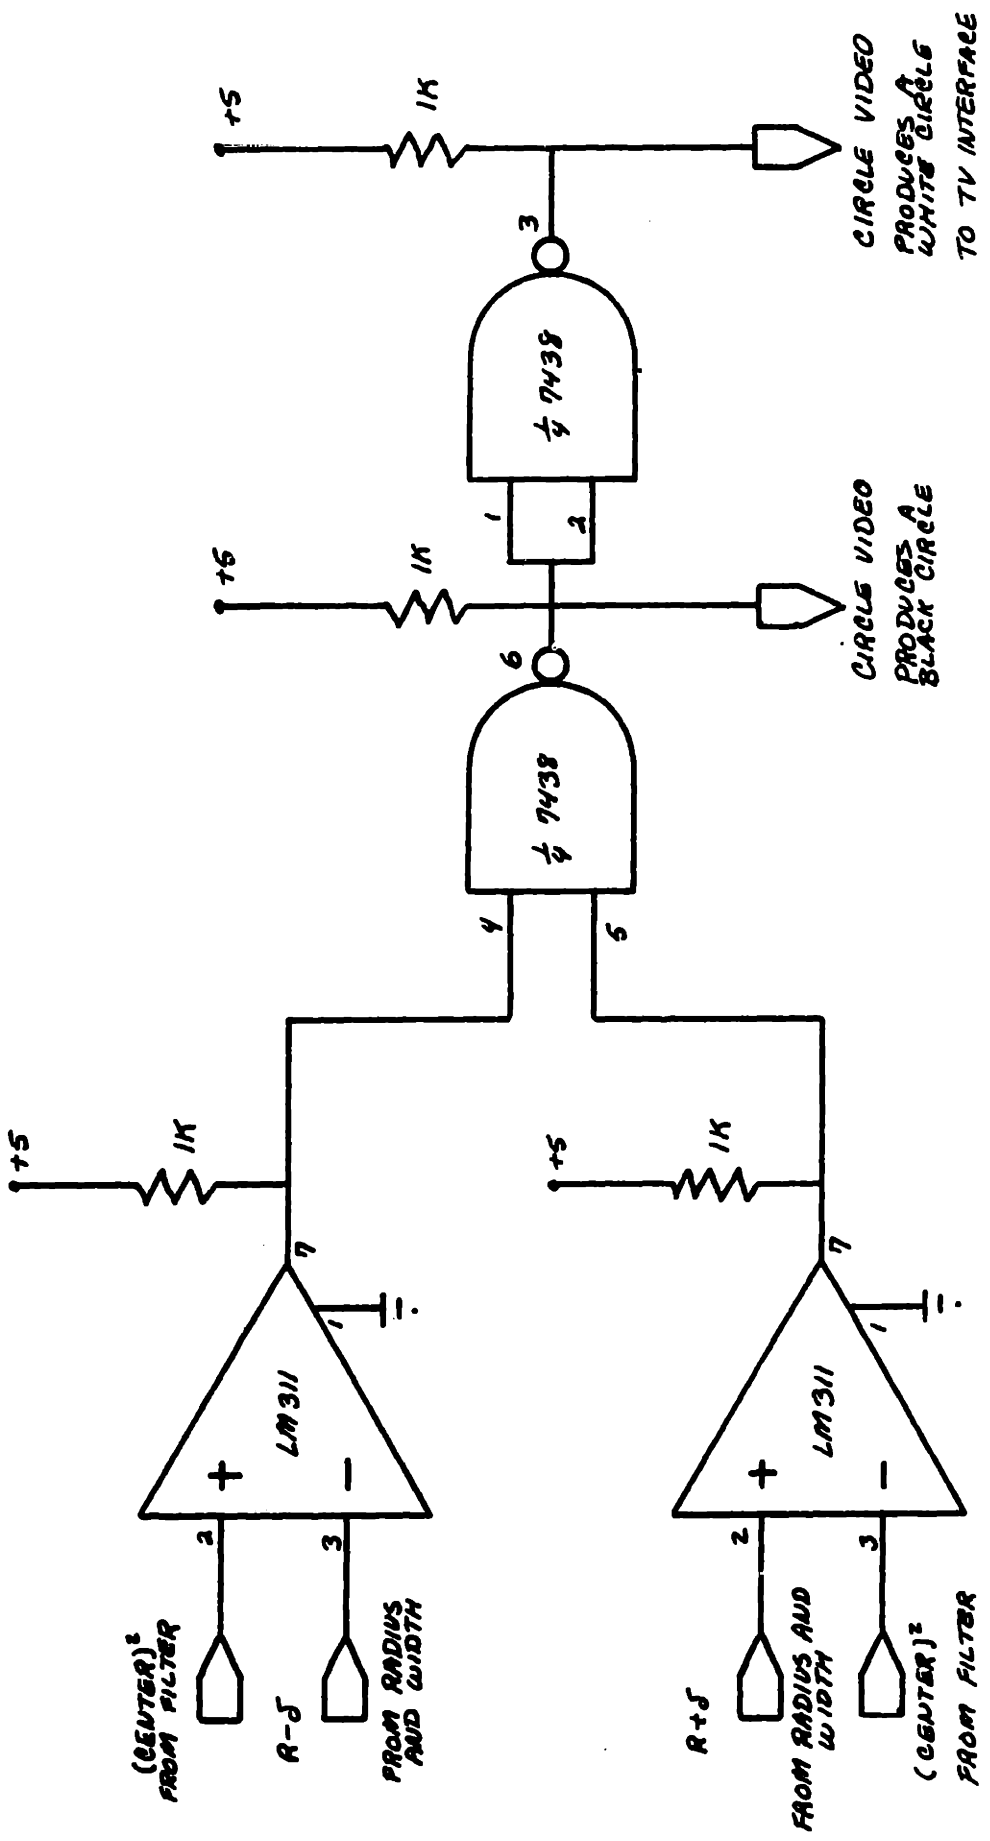 (CENTER)²
FROM FILTER
2
+
R-δ
3
-
FROM RADIUS
AND WIDTH
LM311
1
7
+5
1K
R+δ
2
+
FROM RADIUS AND
WIDTH
3
-
(CENTER)²
FROM FILTER
LM311
1
7
+5
1K
4
5
1/4 7438
6
+5
1K
CIRCLE VIDEO
PRODUCES A
BLACK CIRCLE
1
2
1/4 7438
3
+5
1K
CIRCLE VIDEO
PRODUCES A
WHITE CIRCLE
TO TV INTERFACE